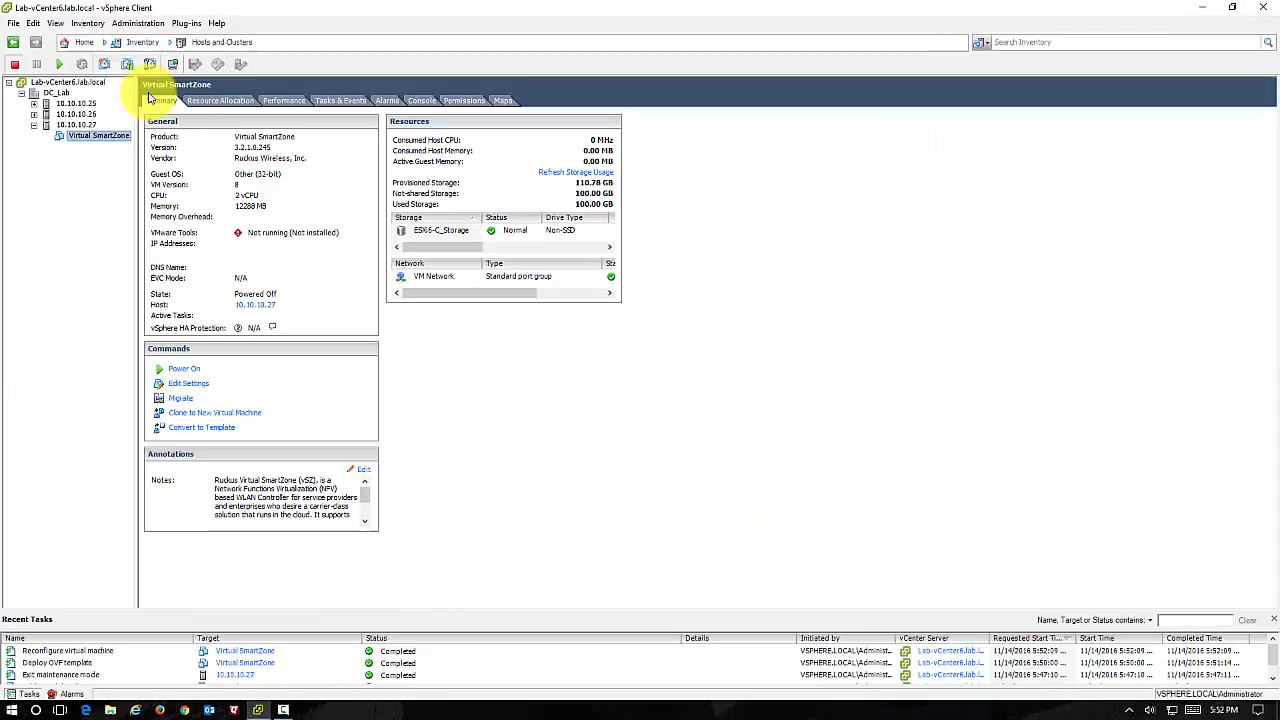 Lab-vCenter6.lab.local - vSphere Client
File Edit View Inventory Administration Plug-ins Help
Home Inventory Hosts and Clusters
Search Inventory
Lab-vCenter6.lab.local
DC_Lab
10.10.10.25
10.10.10.26
10.10.10.27
Virtual SmartZone
Virtual SmartZone
Summary Resource Allocation Performance Tasks & Events Alarms Console Permissions Maps
General
Product: Virtual SmartZone
Version: 3.2.1.0.245
Vendor: Ruckus Wireless, Inc.
Guest OS: Other (32-bit)
VM Version: 8
CPU: 2 vCPU
Memory: 12288 MB
Memory Overhead:
VMware Tools: Not running (Not installed)
IP Addresses:
DNS Name:
EVC Mode: N/A
State: Powered Off
Host: 10.10.10.27
Active Tasks:
vSphere HA Protection: N/A
Resources
Consumed Host CPU: 0 MHz
Consumed Host Memory: 0.00 MB
Active Guest Memory: 0.00 MB
Refresh Storage Usage
Provisioned Storage: 110.78 GB
Not-shared Storage: 100.00 GB
Used Storage: 100.00 GB
Storage Status Drive Type
ESXi6-C_Storage Normal Non-SSD
Network Type Sta
VM Network Standard port group
Commands
Power On
Edit Settings
Migrate
Clone to New Virtual Machine
Convert to Template
Annotations
Edit
Notes: Ruckus Virtual SmartZone (vSZ), is a
Network Functions Virtualization (NFV)
based WLAN Controller for service providers
and enterprises who desire a carrier-class
solution that runs in the cloud. It supports
Recent Tasks
Name, Target or Status contains: Clear
Name Target Status Details Initiated by vCenter Server Requested Start Ti... Start Time Completed Time
Reconfigure virtual machine Virtual SmartZone Completed VSPHERE.LOCAL\Administ... Lab-vCenter6.lab.l... 11/14/2016 5:52:09 ... 11/14/2016 5:52:09 ... 11/14/2016 5:52:09 ...
Deploy OVF template Virtual SmartZone Completed VSPHERE.LOCAL\Administ... Lab-vCenter6.lab.l... 11/14/2016 5:50:00 ... 11/14/2016 5:50:00 ... 11/14/2016 5:51:14 ...
Exit maintenance mode 10.10.10.27 Completed VSPHERE.LOCAL\Administ... Lab-vCenter6.lab.l... 11/14/2016 5:47:10 ... 11/14/2016 5:47:10 ... 11/14/2016 5:47:11 ...
Tasks Alarms VSPHERE.LOCAL\Administrator
5:52 PM